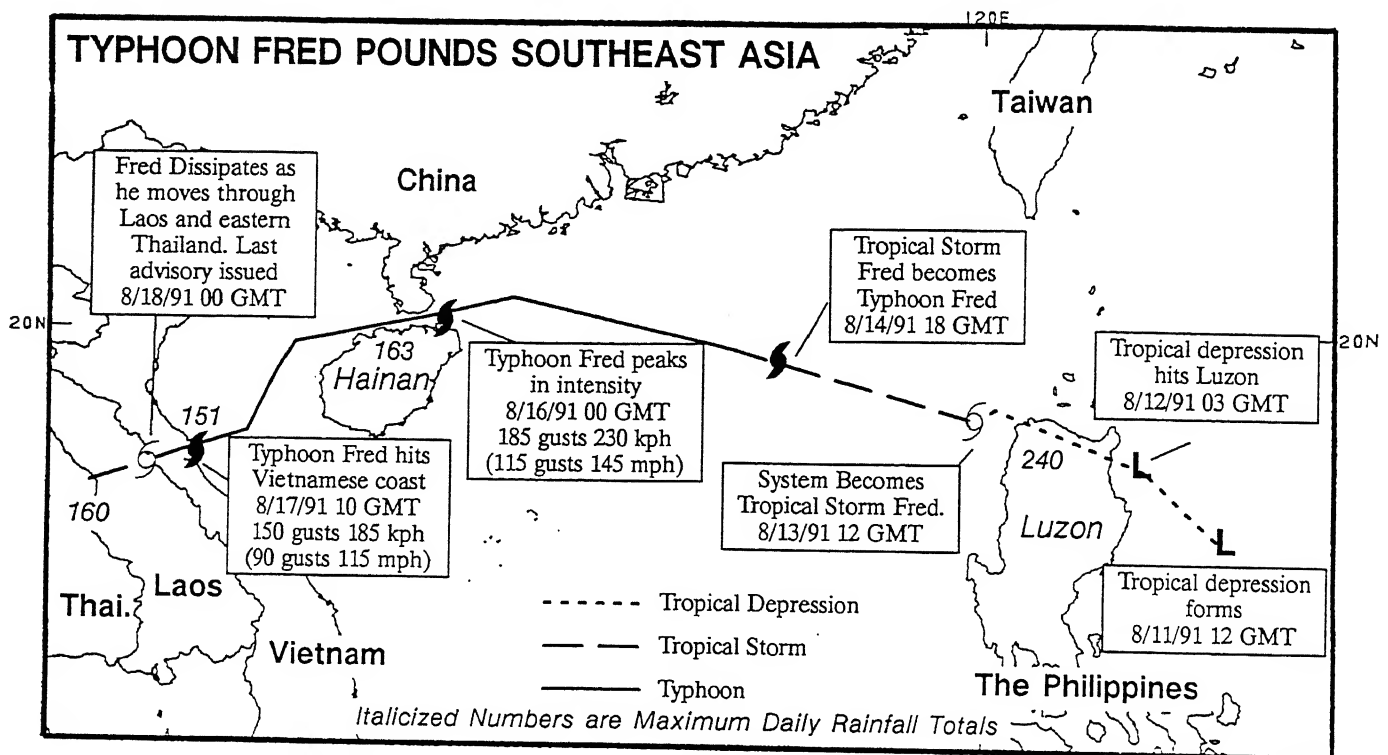 120E
TYPHOON FRED POUNDS SOUTHEAST ASIA
Taiwan
China
Fred Dissipates as
he moves through
Laos and eastern
Thailand. Last
advisory issued
8/18/91 00 GMT
Tropical Storm
Fred becomes
Typhoon Fred
8/14/91 18 GMT
20N
20N
Tropical depression
hits Luzon
8/12/91 03 GMT
163
Hainan
Typhoon Fred peaks
in intensity
8/16/91 00 GMT
185 gusts 230 kph
(115 gusts 145 mph)
151
Typhoon Fred hits
Vietnamese coast
8/17/91 10 GMT
150 gusts 185 kph
(90 gusts 115 mph)
240
L
System Becomes
Tropical Storm Fred.
8/13/91 12 GMT
160
Luzon
L
Tropical depression
forms
8/11/91 12 GMT
Thai.
Laos
Vietnam
Tropical Depression
Tropical Storm
Typhoon
The Philippines
Italicized Numbers are Maximum Daily Rainfall Totals